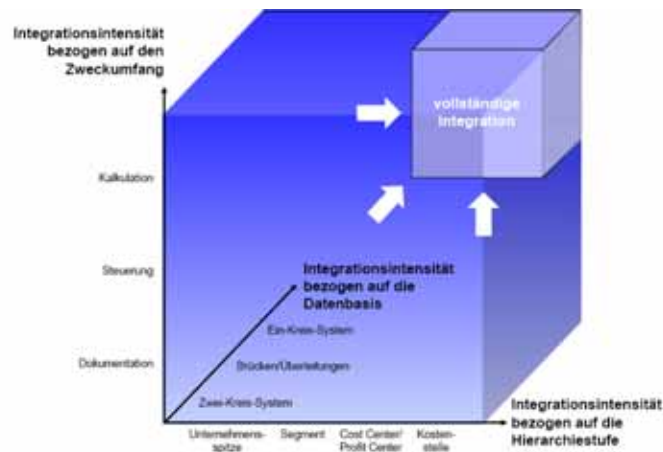 Integrationsintensität
bezogen auf den
Zweckumfang
vollständige
Integration
Kalkulation
Steuerung
Integrationsintensität
bezogen auf die
Datenbasis
Ein-Kreis-System
Brücken/Überleitungen
Dokumentation
Zwei-Kreis-System
Integrationsintensität
bezogen auf die
Hierarchiestufe
Unternehmens-
spitze
Segment
Cost Center/
Profit Center
Kosten-
stelle